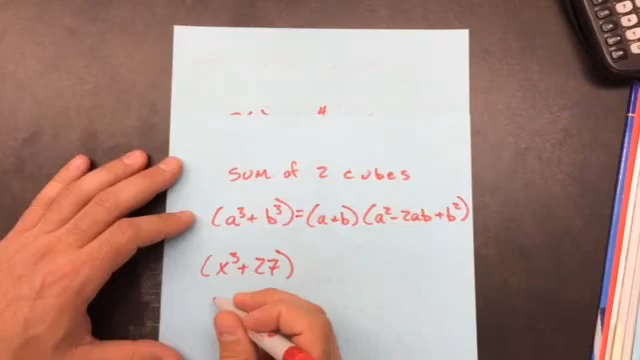 sum of 2 cubes
(a³+ b³)=(a+b)(a²-2ab+b²)
(x³+27)